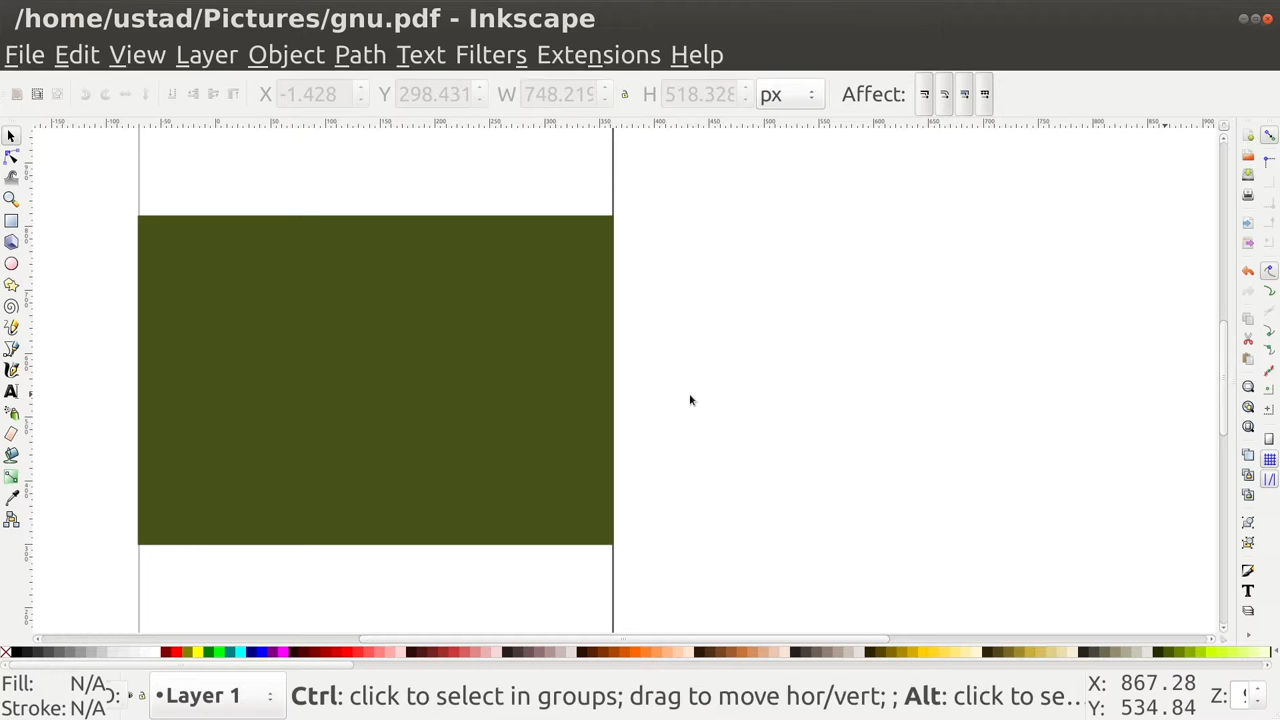 /home/ustad/Pictures/gnu.pdf - Inkscape
File Edit View Layer Object Path Text Filters Extensions Help
X -1.428 Y 298.431 W 748.219 H 518.328 px Affect:
Fill: N/A
Stroke: N/A
O:
•Layer 1
Ctrl: click to select in groups; drag to move hor/vert; ; Alt: click to se...
X: 867.28
Y: 534.84
Z: